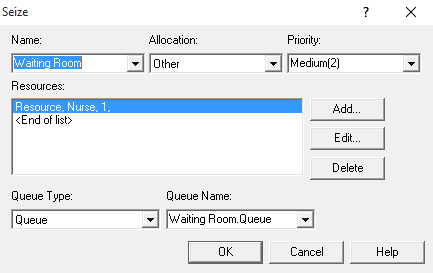 Seize
?
Name:
Allocation:
Priority:
Waiting Room
Other
Medium(2)
Resources:
Resource, Nurse, 1,
<End of list>
Add...
Edit...
Delete
Queue Type:
Queue Name:
Queue
Waiting Room.Queue
OK
Cancel
Help